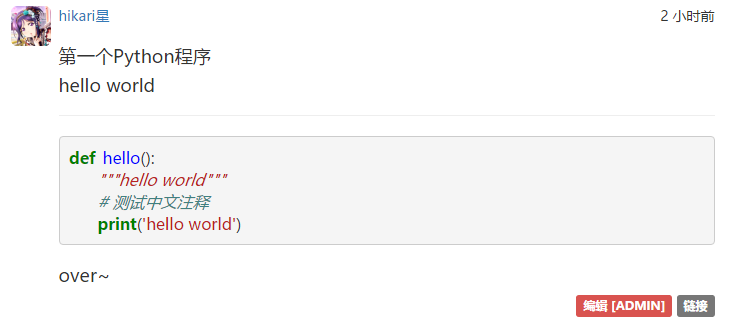 hikari星 2 小时前
第一个Python程序
hello world
def hello():
"""hello world"""
# 测试中文注释
print('hello world')
over~
编辑 [ADMIN] 链接